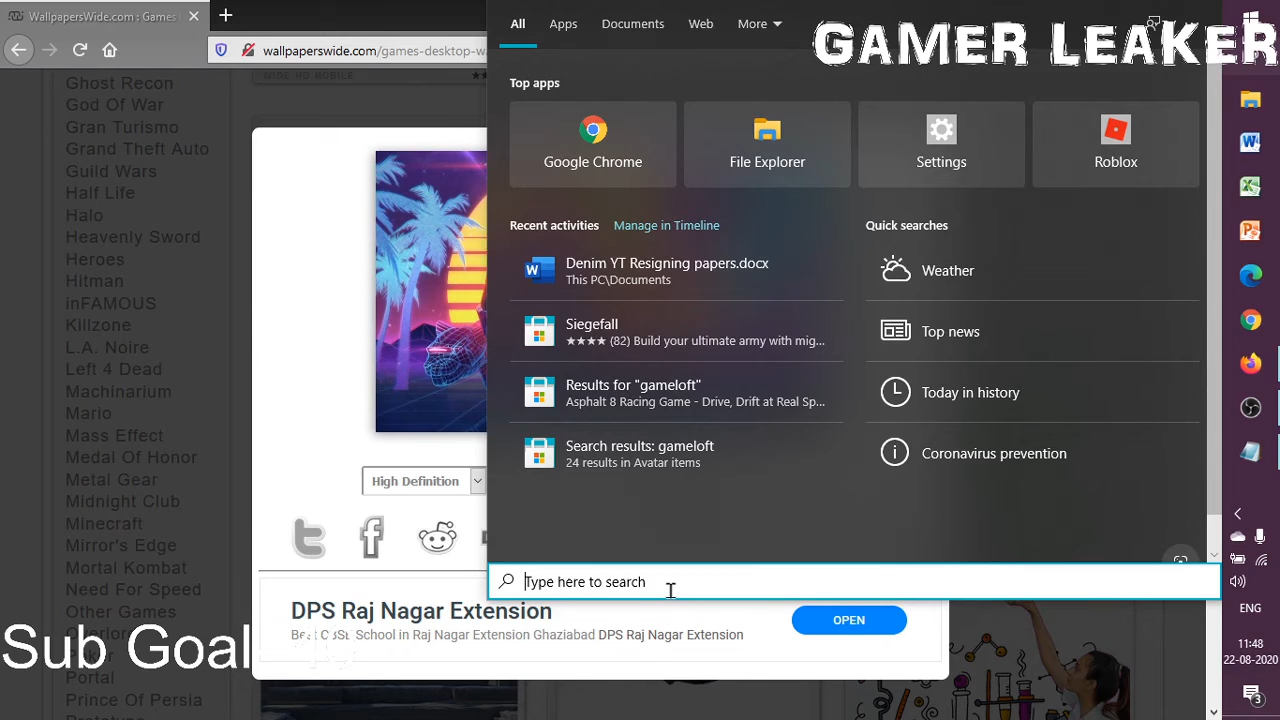 WallpapersWide.com : Games
wallpaperswide.com/games-desktop-w
GAMER LEAKER
All
Apps
Documents
Web
More
Ghost Recon
God Of War
Gran Turismo
Grand Theft Auto
Guild Wars
Half Life
Halo
Heavenly Sword
Heroes
Hitman
inFAMOUS
Killzone
L.A. Noire
Left 4 Dead
Machinarium
Mario
Mass Effect
Medal Of Honor
Metal Gear
Midnight Club
Minecraft
Mirror's Edge
Mortal Kombat
Need For Speed
Other Games
Portal
Prince Of Persia
WIDE HD MOBILE
High Definition
Top apps
Google Chrome
File Explorer
Settings
Roblox
Recent activities
Manage in Timeline
Denim YT Resigning papers.docx
This PC\Documents
Siegefall
★★★★ (82) Build your ultimate army with mig...
Results for "gameloft"
Asphalt 8 Racing Game - Drive, Drift at Real Sp...
Search results: gameloft
24 results in Avatar items
Quick searches
Weather
Top news
Today in history
Coronavirus prevention
Type here to search
DPS Raj Nagar Extension
School in Raj Nagar Extension Ghaziabad DPS Raj Nagar Extension
OPEN
Sub Goal
ENG
11:48
22-08-2020
3